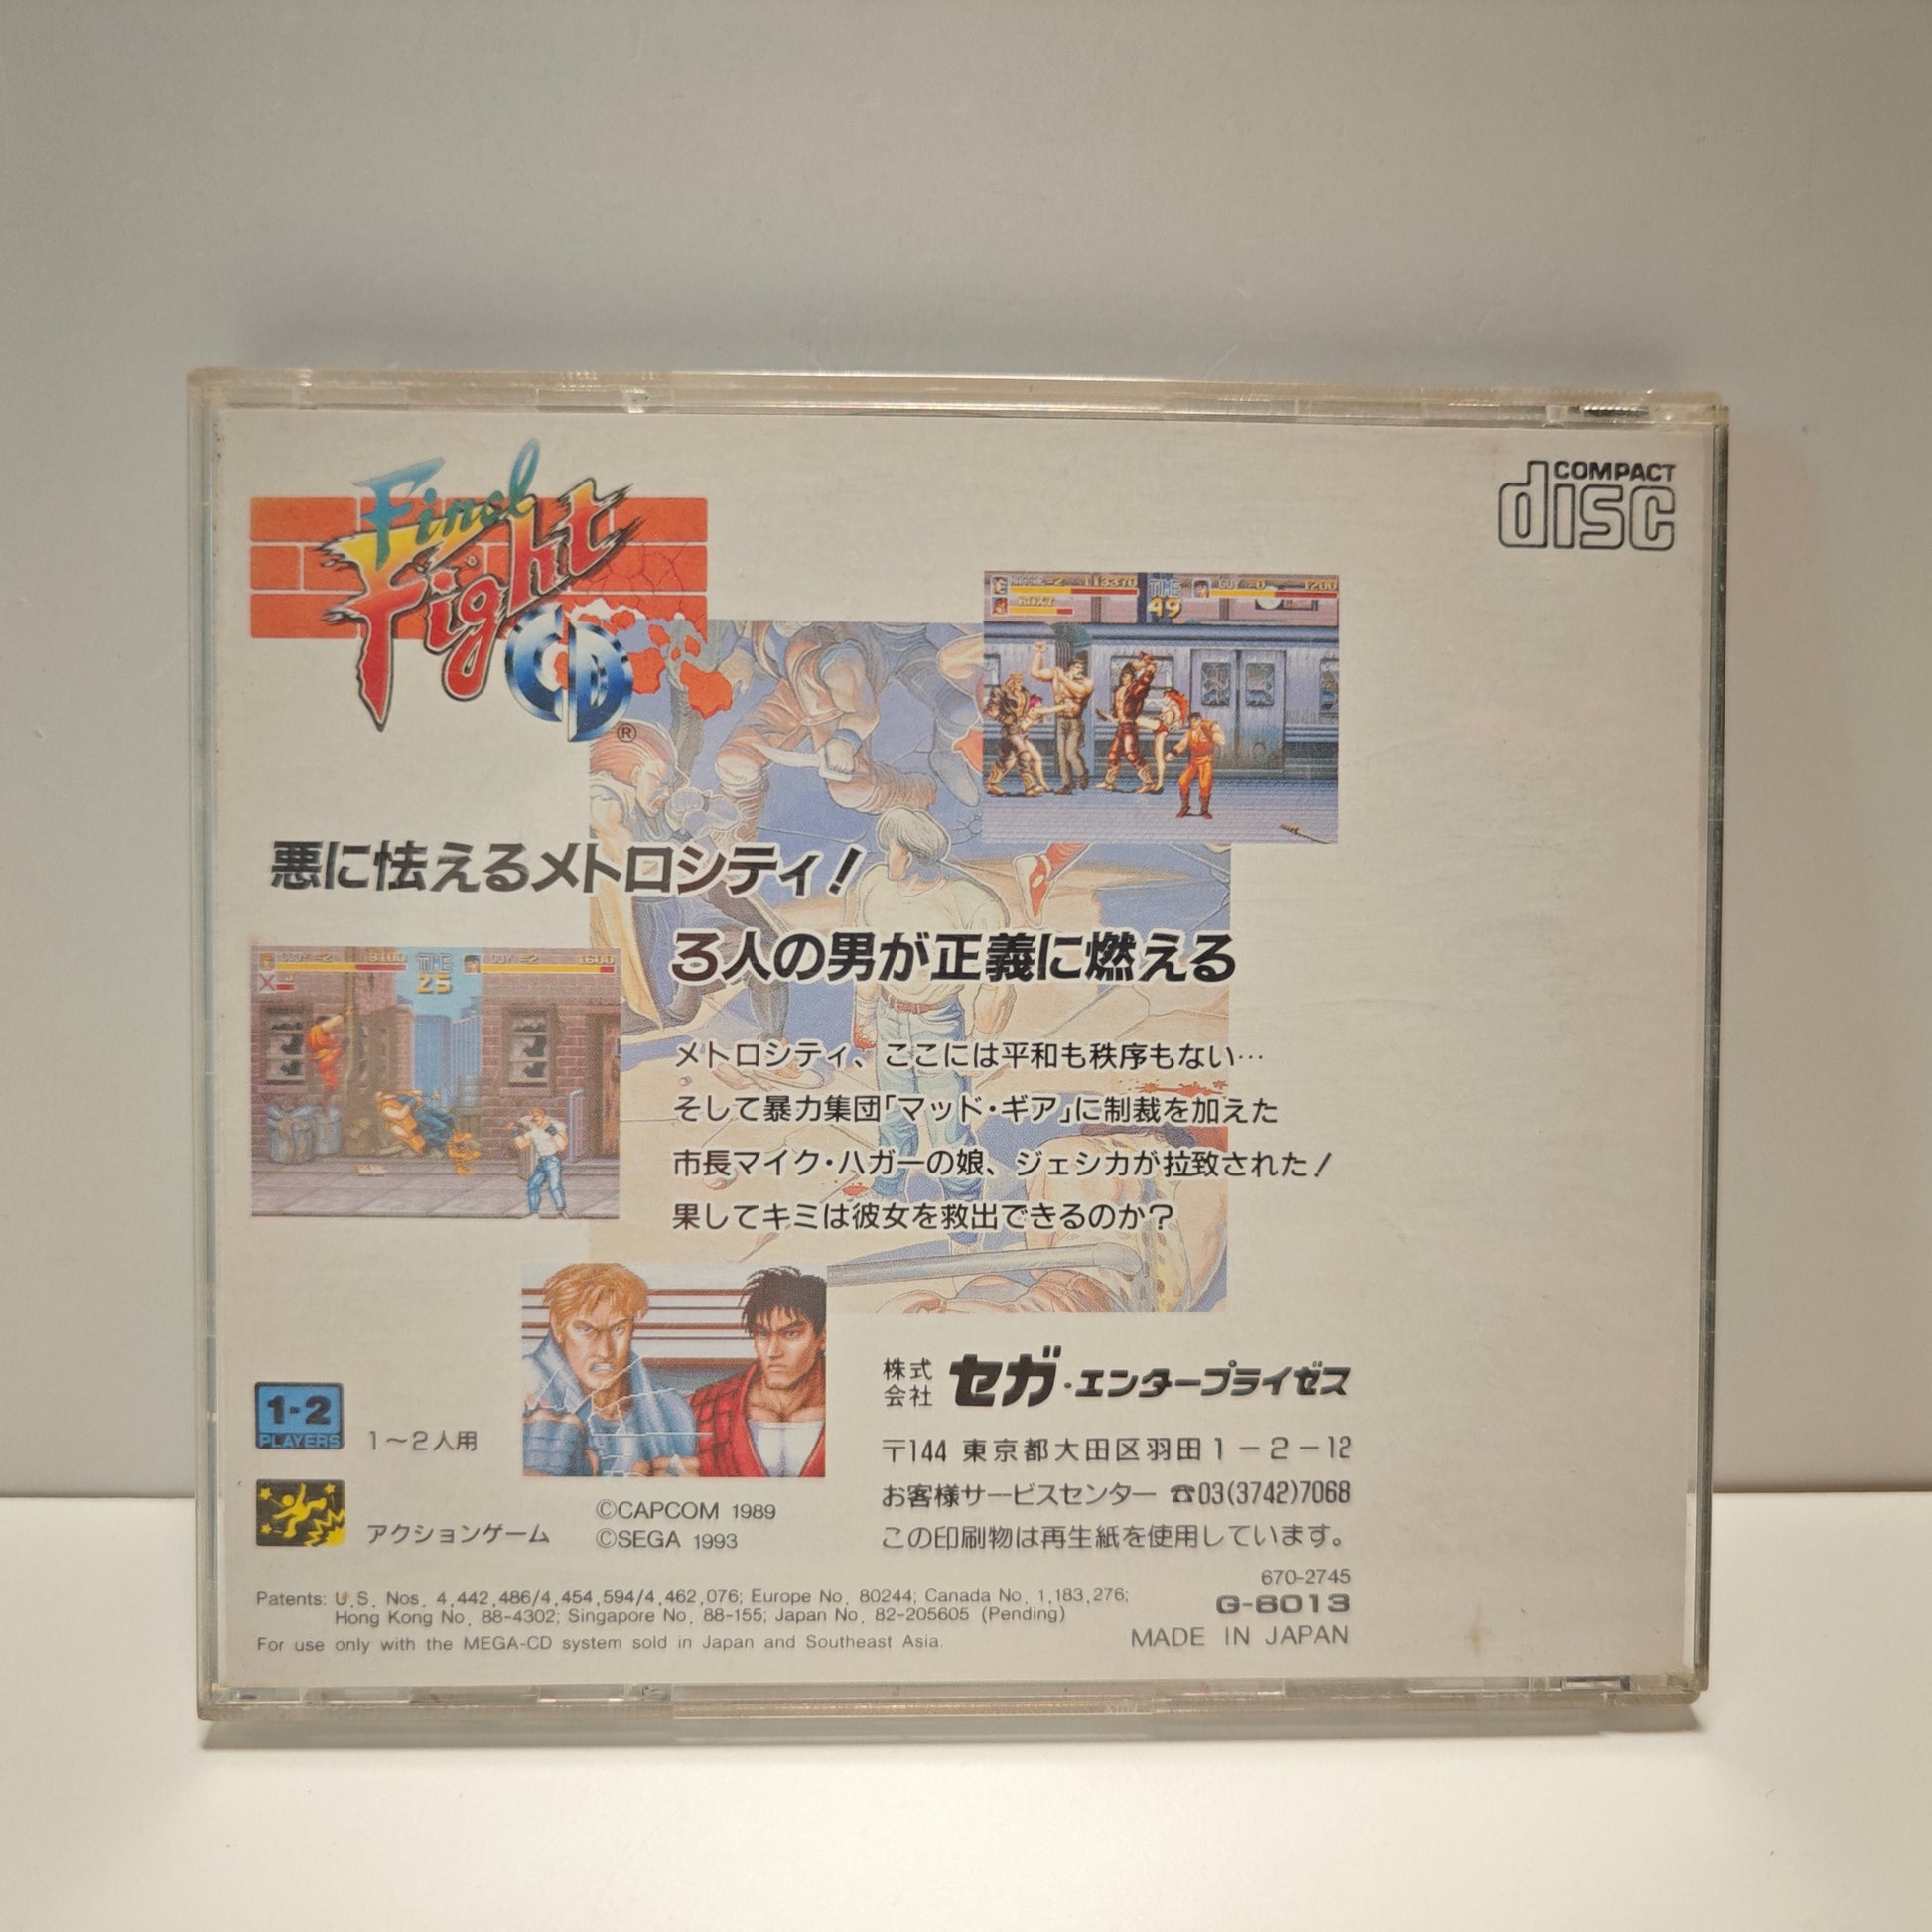 Final
Fight
CD
®
COMPACT
disc
TIME
49
GUY =0 1200
悪に怯えるメトロシティ!
3人の男が正義に燃える
TIME
25
メトロシティ、ここには平和も秩序もない…
そして暴力集団「マッド・ギア」に制裁を加えた
市長マイク・ハガーの娘、ジェシカが拉致された!
果してキミは彼女を救出できるのか?
1-2
PLAYERS
1〜2人用
アクションゲーム
©CAPCOM 1989
©SEGA 1993
株式会社 セガ・エンタープライゼス
〒144 東京都大田区羽田1-2-12
お客様サービスセンター ☎03(3742)7068
この印刷物は再生紙を使用しています。
670-2745
G-6013
MADE IN JAPAN
Patents: U.S. Nos. 4,442,486/4,454,594/4,462,076; Europe No. 80244; Canada No. 1,183,276;
Hong Kong No. 88-4302; Singapore No. 88-155; Japan No. 82-205605 (Pending)
For use only with the MEGA-CD system sold in Japan and Southeast Asia.